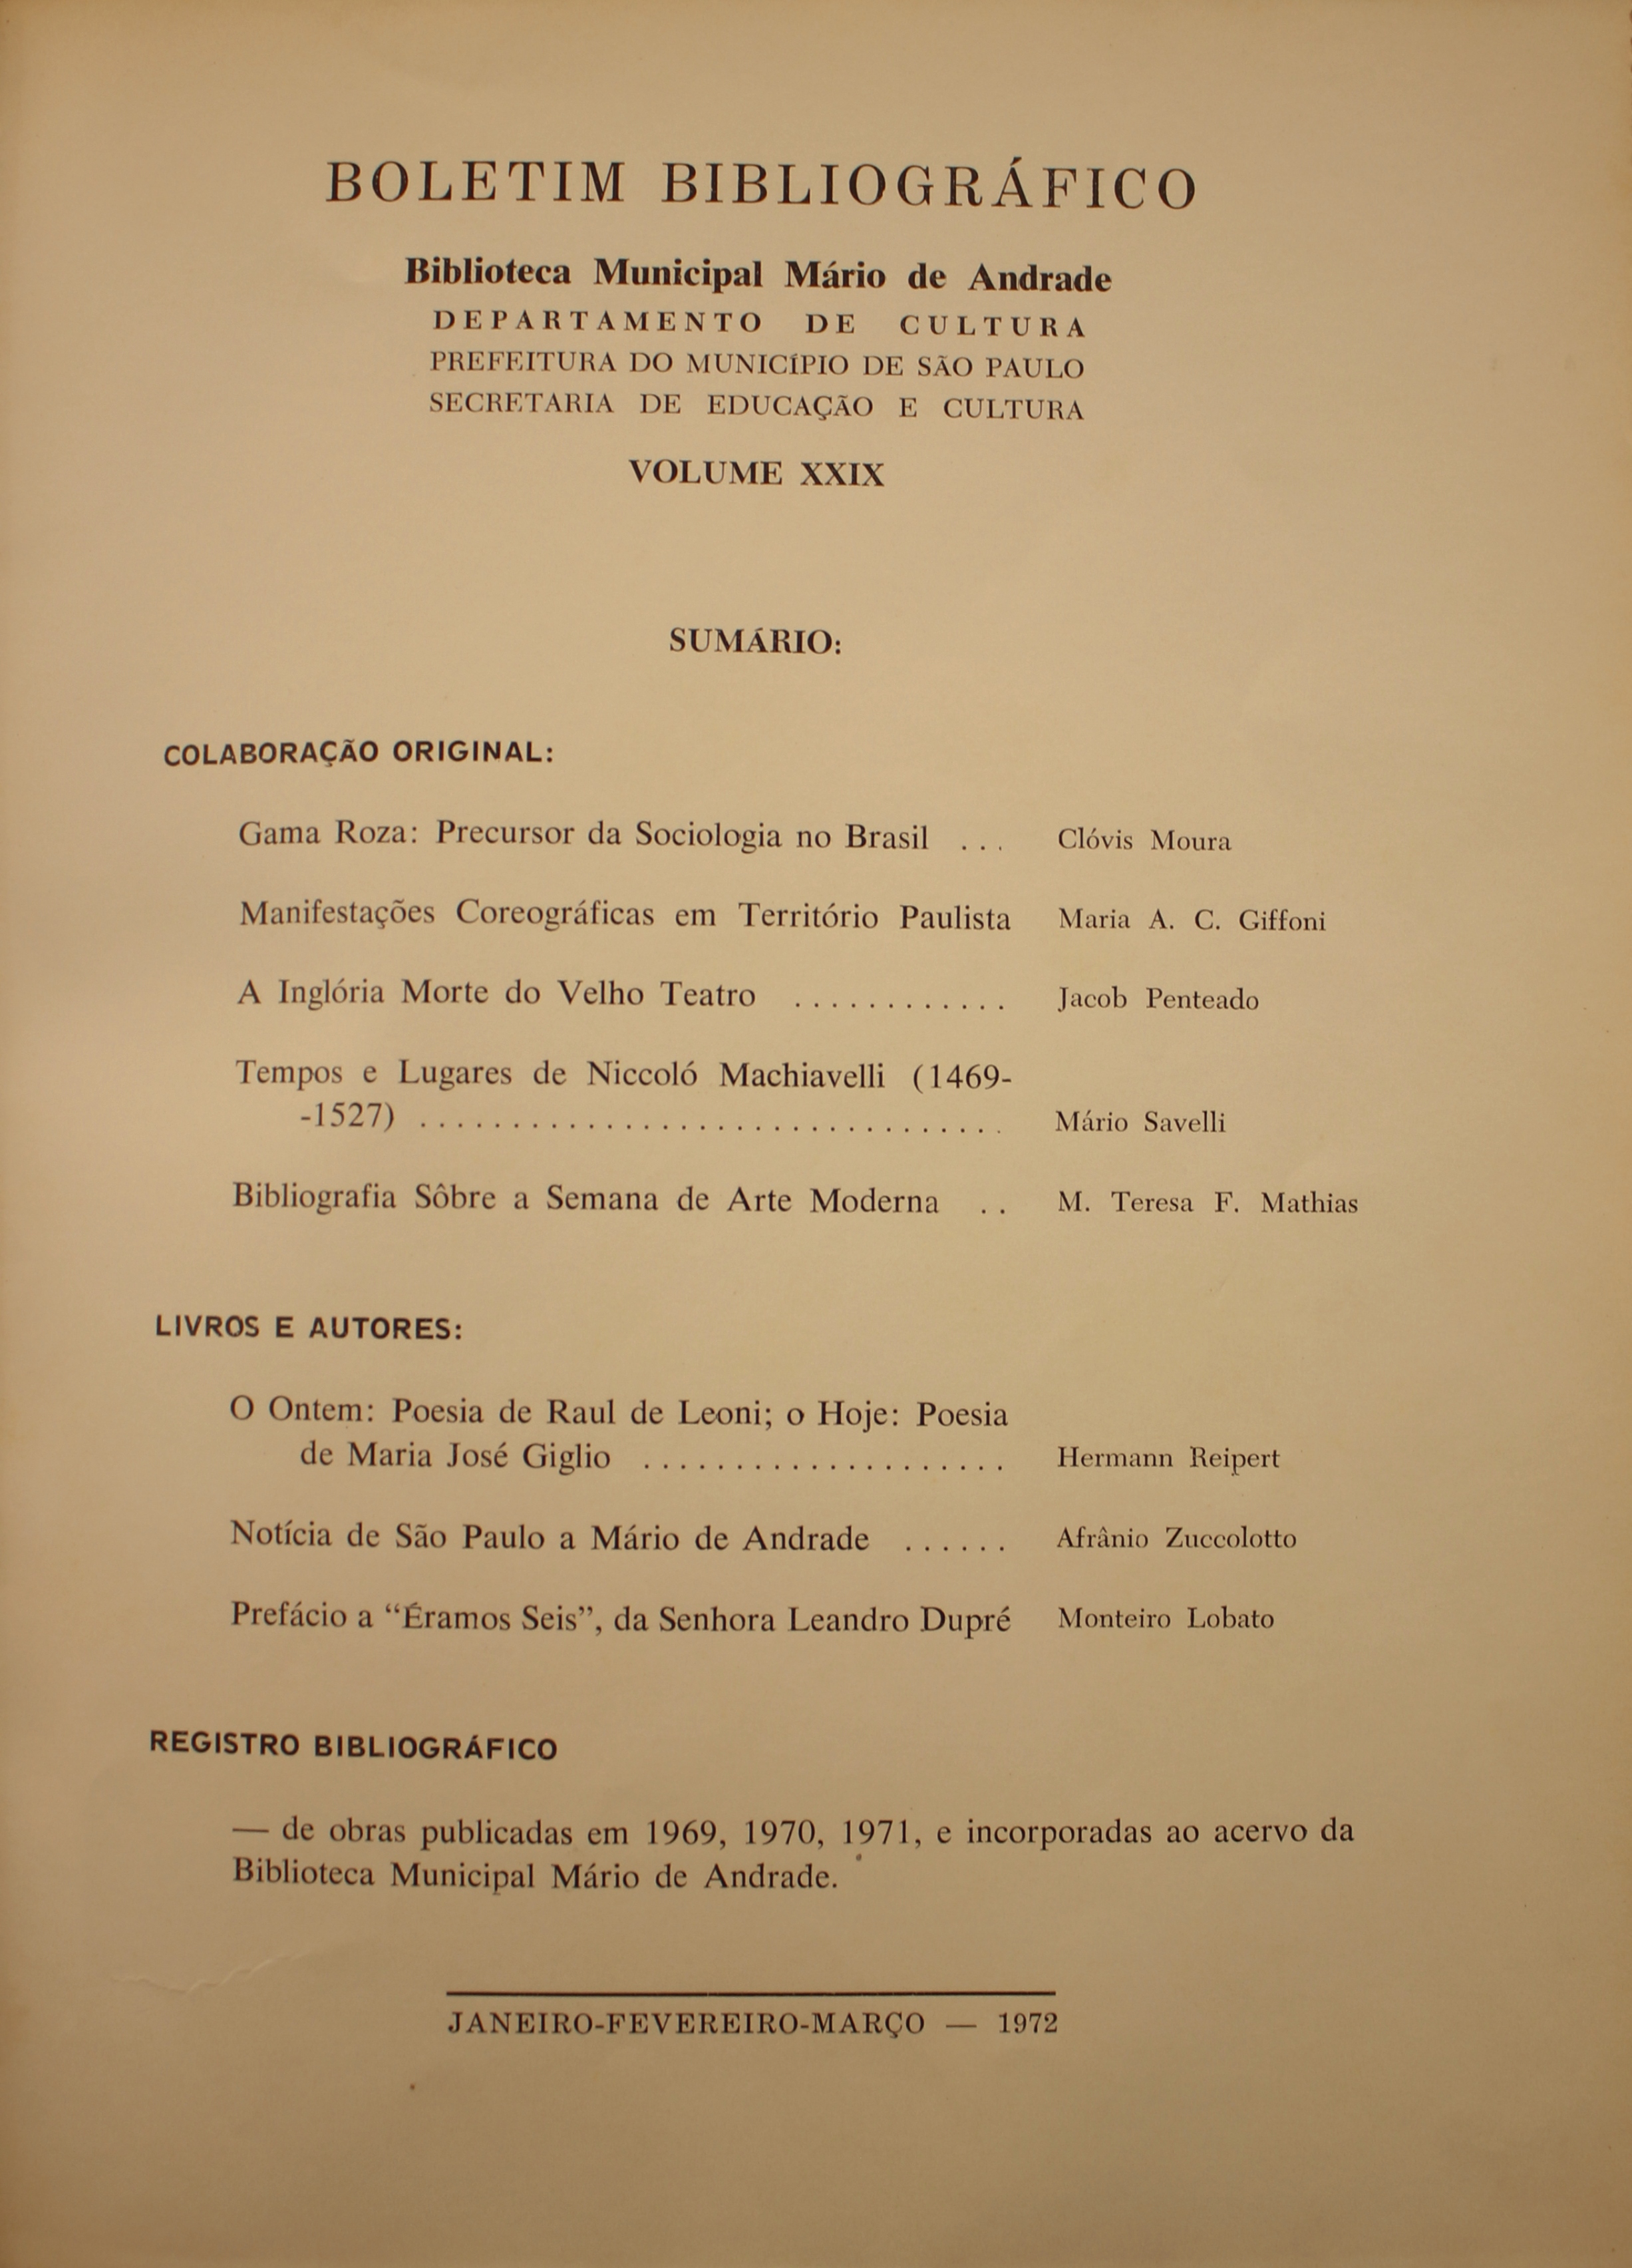 BOLETIM BIBLIOGRÁFICO
Biblioteca Municipal Mário de Andrade
DEPARTAMENTO DE CULTURA
PREFEITURA DO MUNICÍPIO DE SÃO PAULO
SECRETARIA DE EDUCAÇÃO E CULTURA
VOLUME XXIX
SUMÁRIO:
COLABORAÇÃO ORIGINAL:
Gama Roza: Precursor da Sociologia no Brasil ... Clóvis Moura
Manifestações Coreográficas em Território Paulista Maria A. C. Giffoni
A Inglória Morte do Velho Teatro ............ Jacob Penteado
Tempos e Lugares de Niccoló Machiavelli (1469-
-1527) ................................ Mário Savelli
Bibliografia Sôbre a Semana de Arte Moderna .. M. Teresa F. Mathias
LIVROS E AUTORES:
O Ontem: Poesia de Raul de Leoni; o Hoje: Poesia
de Maria José Giglio .................... Hermann Reipert
Notícia de São Paulo a Mário de Andrade ...... Afrânio Zuccolotto
Prefácio a “Éramos Seis”, da Senhora Leandro Dupré Monteiro Lobato
REGISTRO BIBLIOGRÁFICO
— de obras publicadas em 1969, 1970, 1971, e incorporadas ao acervo da
Biblioteca Municipal Mário de Andrade.
JANEIRO-FEVEREIRO-MARÇO — 1972